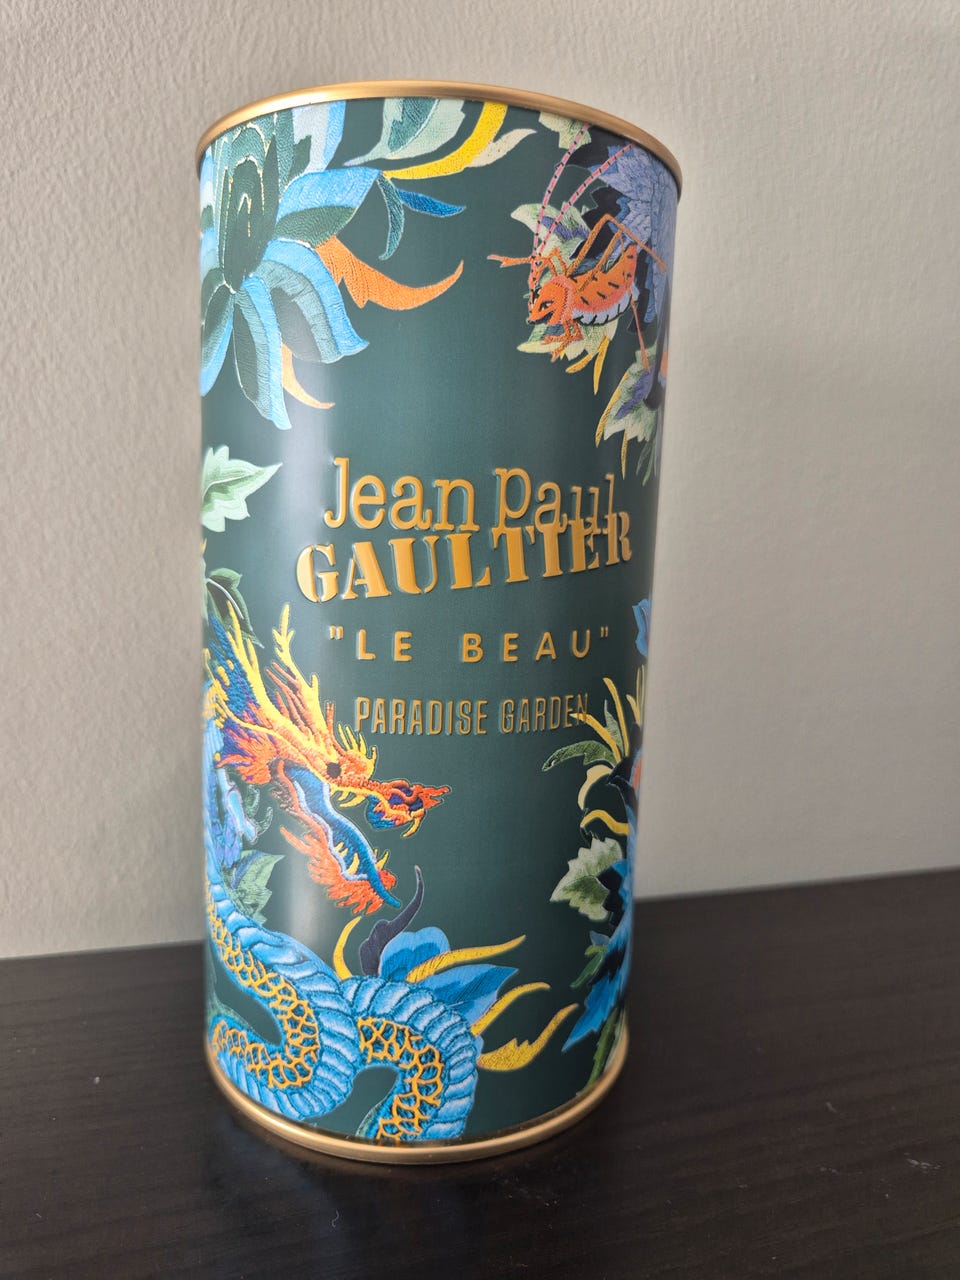 Jean Paul
GAULTIER
"LE BEAU"
PARADISE GARDEN